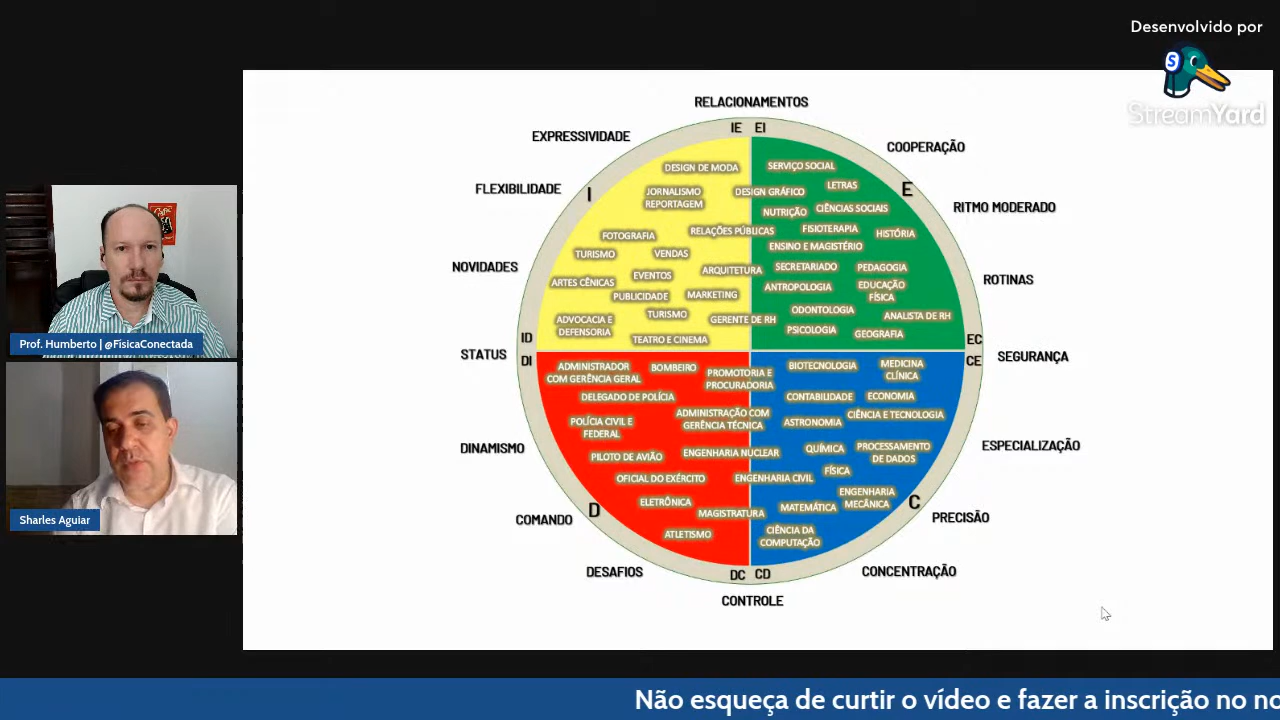 Desenvolvido por
S
StreamYard
RELACIONAMENTOS
EXPRESSIVIDADE
IE EI
COOPERAÇÃO
FLEXIBILIDADE
I
E
RITMO MODERADO
NOVIDADES
ROTINAS
STATUS
ID
DI
EC
CE
SEGURANÇA
DINAMISMO
ESPECIALIZAÇÃO
COMANDO
D
C
PRECISÃO
DESAFIOS
DC CD
CONCENTRAÇÃO
CONTROLE
DESIGN DE MODA
JORNALISMO
REPORTAGEM
FOTOGRAFIA
RELAÇÕES PÚBLICAS
TURISMO
VENDAS
ARTES CÊNICAS
EVENTOS
ARQUITETURA
PUBLICIDADE
MARKETING
ADVOCACIA E
DEFENSORIA
TURISMO
GERENTE DE RH
TEATRO E CINEMA
SERVIÇO SOCIAL
DESIGN GRÁFICO
LETRAS
NUTRIÇÃO
CIÊNCIAS SOCIAIS
FISIOTERAPIA
HISTÓRIA
ENSINO E MAGISTÉRIO
SECRETARIADO
PEDAGOGIA
ANTROPOLOGIA
EDUCAÇÃO
FÍSICA
ODONTOLOGIA
ANALISTA DE RH
PSICOLOGIA
GEOGRAFIA
ADMINISTRADOR
COM GERÊNCIA GERAL
BOMBEIRO
PROMOTORIA E
PROCURADORIA
DELEGADO DE POLÍCIA
POLÍCIA CIVIL E
FEDERAL
ADMINISTRAÇÃO COM
GERÊNCIA TÉCNICA
PILOTO DE AVIÃO
ENGENHARIA NUCLEAR
OFICIAL DO EXÉRCITO
ENGENHARIA CIVIL
ELETRÔNICA
MAGISTRATURA
ATLETISMO
BIOTECNOLOGIA
MEDICINA
CLÍNICA
CONTABILIDADE
ECONOMIA
ASTRONOMIA
CIÊNCIA E TECNOLOGIA
QUÍMICA
PROCESSAMENTO
DE DADOS
FÍSICA
ENGENHARIA
MECÂNICA
MATEMÁTICA
CIÊNCIA DA
COMPUTAÇÃO
Prof. Humberto | @FísicaConectada
Sharles Aguiar
Não esqueça de curtir o vídeo e fazer a inscrição no no